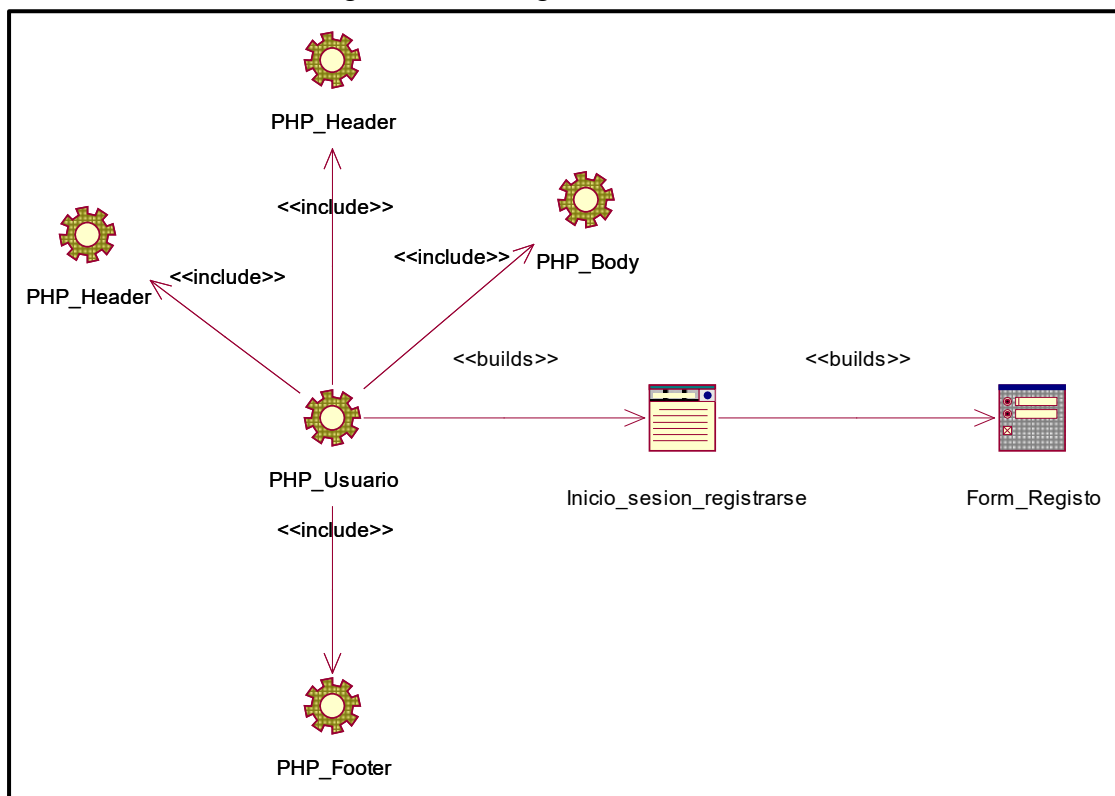 PHP_Header
<<include>>
<<include>>
<<include>>
PHP_Body
PHP_Header
<<builds>>
<<builds>>
PHP_Usuario
Inicio_sesion_registrarse
Form_Registo
<<include>>
PHP_Footer